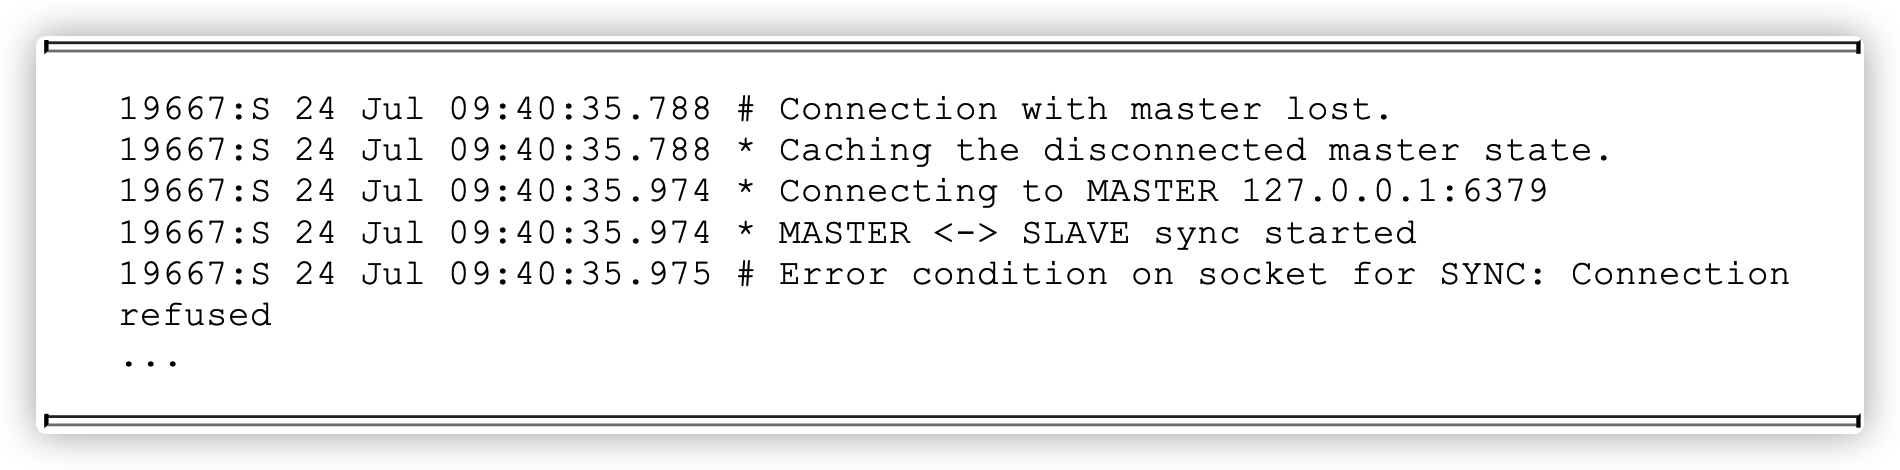 19667:S 24 Jul 09:40:35.788 # Connection with master lost.
19667:S 24 Jul 09:40:35.788 * Caching the disconnected master state.
19667:S 24 Jul 09:40:35.974 * Connecting to MASTER 127.0.0.1:6379
19667:S 24 Jul 09:40:35.974 * MASTER <-> SLAVE sync started
19667:S 24 Jul 09:40:35.975 # Error condition on socket for SYNC: Connection
refused
...